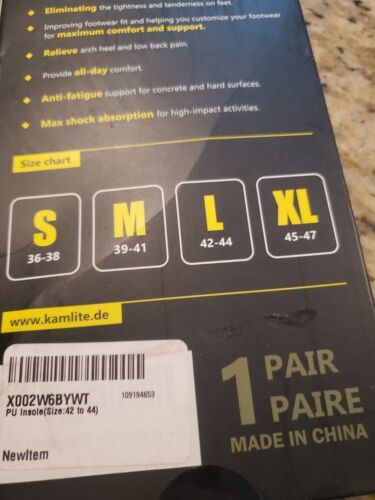 ◆ Eliminating the tightness and tenderness on feet.
◆ Improving footwear fit and helping you customize your footwear
for maximum comfort and support.
◆ Relieve arch heel and low back pain.
◆ Provide all-day comfort.
◆ Anti-fatigue support for concrete and hard surfaces.
◆ Max shock absorption for high-impact activities.
Size chart
S M L XL
36-38 39-41 42-44 45-47
www.kamlite.de
1 PAIR
PAIRE
MADE IN CHINA
X002W6BYWT 109194653
PU Insole(Size:42 to 44)
NewItem